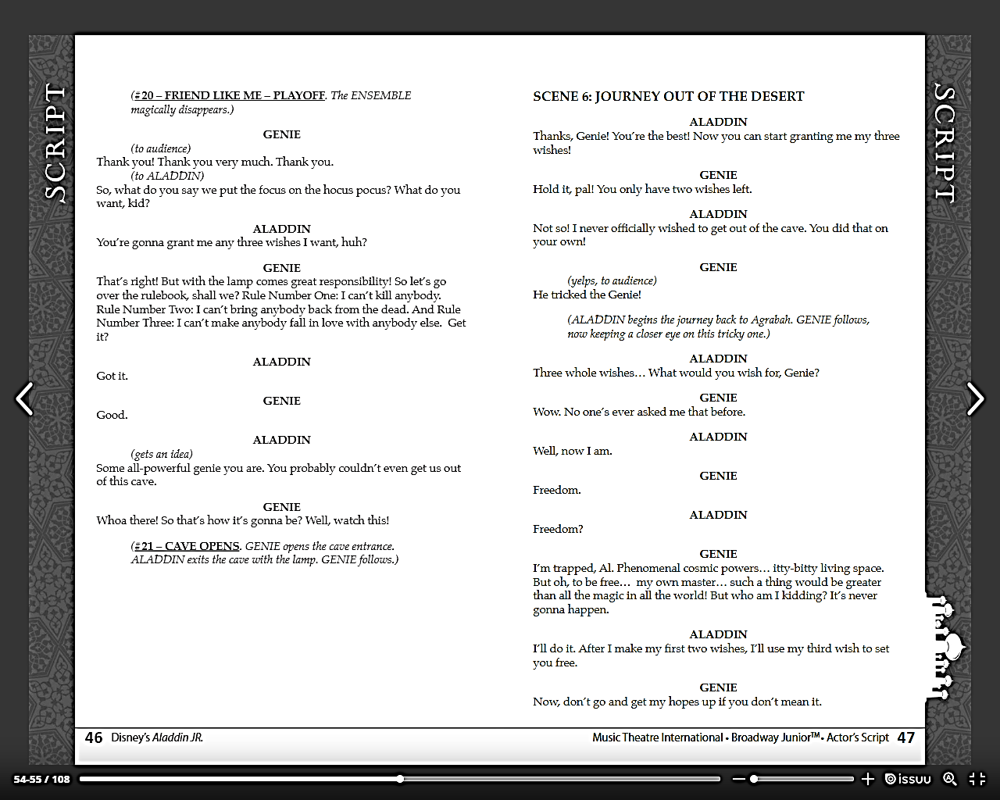 SCRIPT
(#20 – FRIEND LIKE ME – PLAYOFF. The ENSEMBLE
magically disappears.)
GENIE
(to audience)
Thank you! Thank you very much. Thank you.
(to ALADDIN)
So, what do you say we put the focus on the hocus pocus? What do you
want, kid?
ALADDIN
You're gonna grant me any three wishes I want, huh?
GENIE
That's right! But with the lamp comes great responsibility! So let's go
over the rulebook, shall we? Rule Number One: I can't kill anybody.
Rule Number Two: I can't bring anybody back from the dead. And Rule
Number Three: I can't make anybody fall in love with anybody else. Get
it?
ALADDIN
Got it.
GENIE
Good.
ALADDIN
(gets an idea)
Some all-powerful genie you are. You probably couldn't even get us out
of this cave.
GENIE
Whoa there! So that's how it's gonna be? Well, watch this!
(#21 – CAVE OPENS. GENIE opens the cave entrance.
ALADDIN exits the cave with the lamp. GENIE follows.)
46 Disney's Aladdin JR.
SCENE 6: JOURNEY OUT OF THE DESERT
ALADDIN
Thanks, Genie! You're the best! Now you can start granting me my three
wishes!
GENIE
Hold it, pal! You only have two wishes left.
ALADDIN
Not so! I never officially wished to get out of the cave. You did that on
your own!
GENIE
(yelps, to audience)
He tricked the Genie!
(ALADDIN begins the journey back to Agrabah. GENIE follows,
now keeping a closer eye on this tricky one.)
ALADDIN
Three whole wishes… What would you wish for, Genie?
GENIE
Wow. No one's ever asked me that before.
ALADDIN
Well, now I am.
GENIE
Freedom.
ALADDIN
Freedom?
GENIE
I'm trapped, Al. Phenomenal cosmic powers… itty-bitty living space.
But oh, to be free… my own master… such a thing would be greater
than all the magic in all the world! But who am I kidding? It's never
gonna happen.
ALADDIN
I'll do it. After I make my first two wishes, I'll use my third wish to set
you free.
GENIE
Now, don't go and get my hopes up if you don't mean it.
Music Theatre International • Broadway Junior™ • Actor's Script 47
SCRIPT
54-55 / 108
issuu